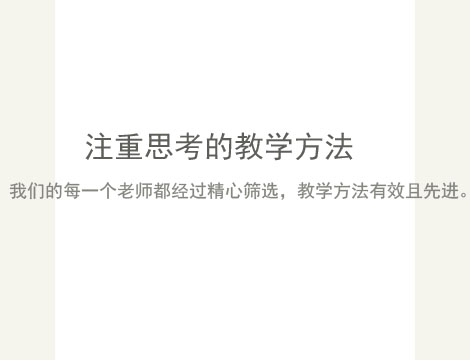 注重思考的教学方法
我们的每一个老师都经过精心筛选，教学方法有效且先进。